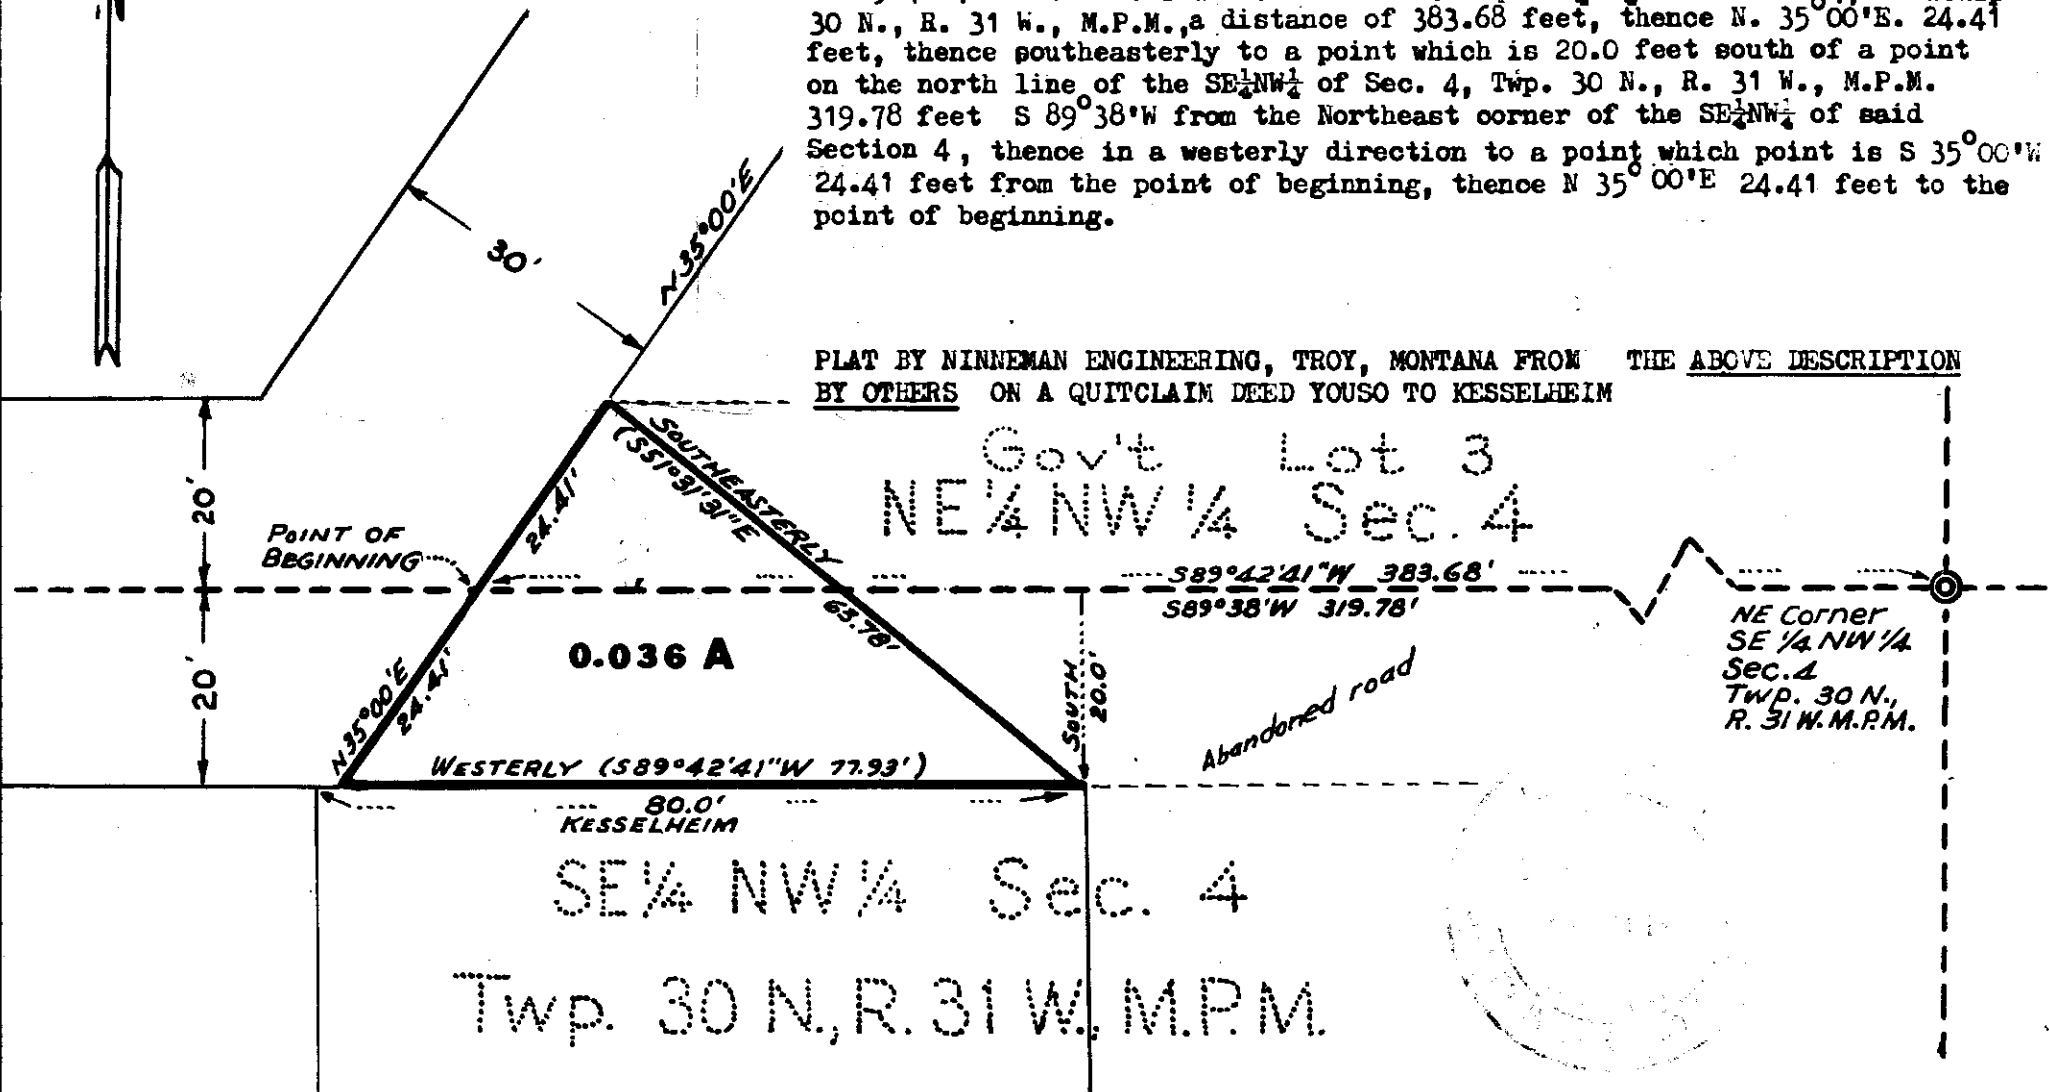 30 N., R. 31 W., M.P.M.,a distance of 383.68 feet, thence N. 35°00'E. 24.41
feet, thence southeasterly to a point which is 20.0 feet south of a point
on the north line of the SE¼NW¼ of Sec. 4, Twp. 30 N., R. 31 W., M.P.M.
319.78 feet S 89°38'W from the Northeast corner of the SE¼NW¼ of said
Section 4, thence in a westerly direction to a point which point is S 35°00'W
24.41 feet from the point of beginning, thence N 35°00'E 24.41 feet to the
point of beginning.
30'
N35°00'E
PLAT BY NINNEMAN ENGINEERING, TROY, MONTANA FROM THE ABOVE DESCRIPTION
BY OTHERS ON A QUITCLAIM DEED YOUSO TO KESSELHEIM
Gov't Lot 3
NE¼NW¼ Sec. 4
SOUTHEASTERLY
(S51°31'31"E
63.78'
24.41'
20'
POINT OF
BEGINNING
S89°42'41"W 383.68'
S89°38'W 319.78'
NE Corner
SE ¼ NW ¼
Sec. 4
Twp. 30 N.,
R. 31 W. M.P.M.
0.036 A
20'
N35°00'E
24.41'
SOUTH
20.0'
Abandoned road
WESTERLY (S89°42'41"W 77.93')
80.0'
KESSELHEIM
SE¼ NW¼ Sec. 4
Twp. 30 N., R. 31 W., M.P.M.